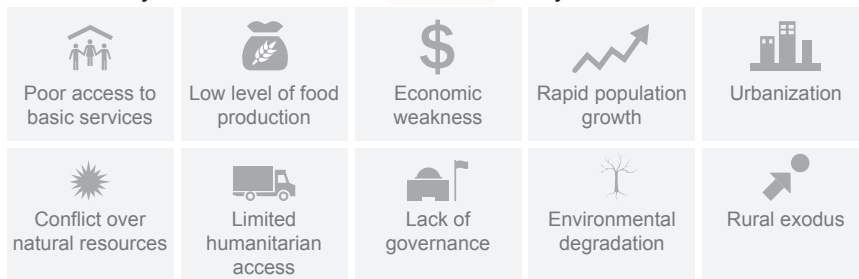 Poor access to
basic services
Low level of food
production
Economic
weakness
Rapid population
growth
Urbanization
Conflict over
natural resources
Limited
humanitarian
access
Lack of
governance
Environmental
degradation
Rural exodus